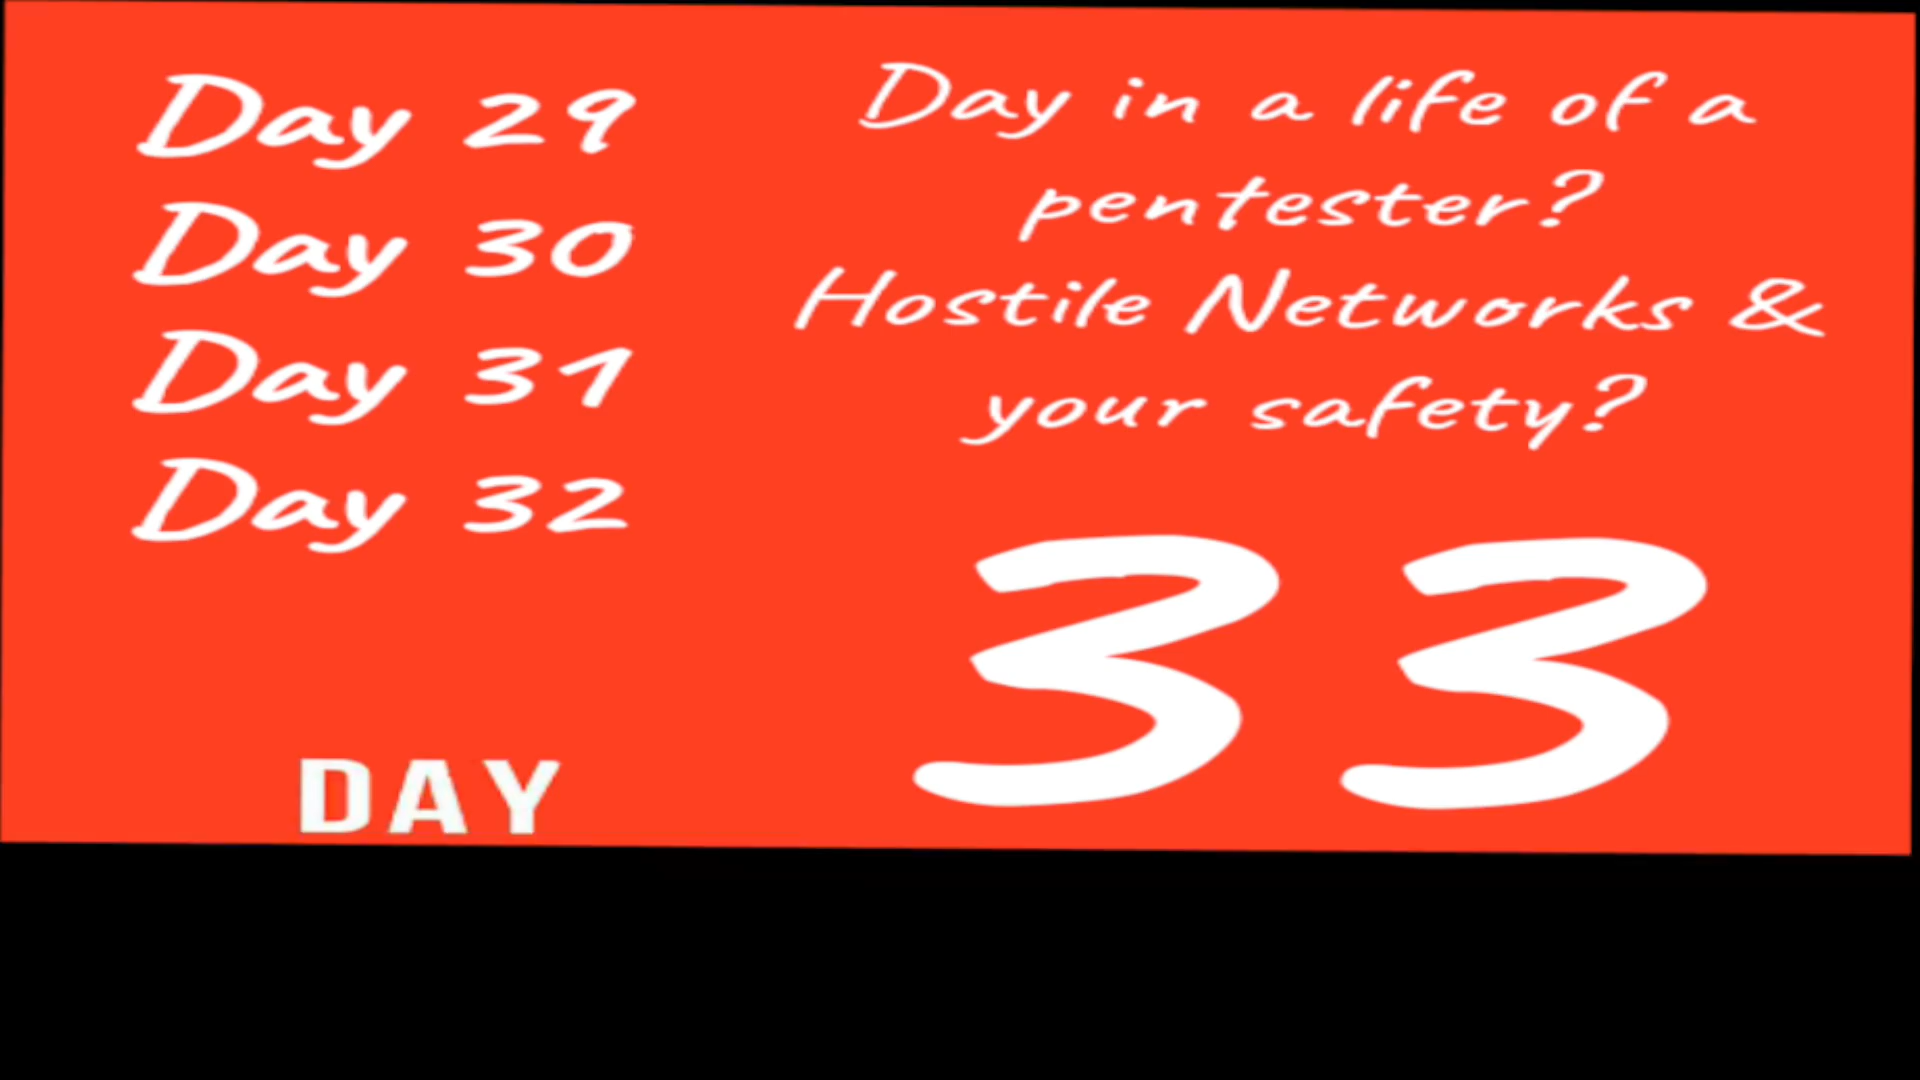 Day 29
Day 30
Day 31
Day 32
Day in a life of a
pentester?
Hostile Networks &
your safety?
DAY
33